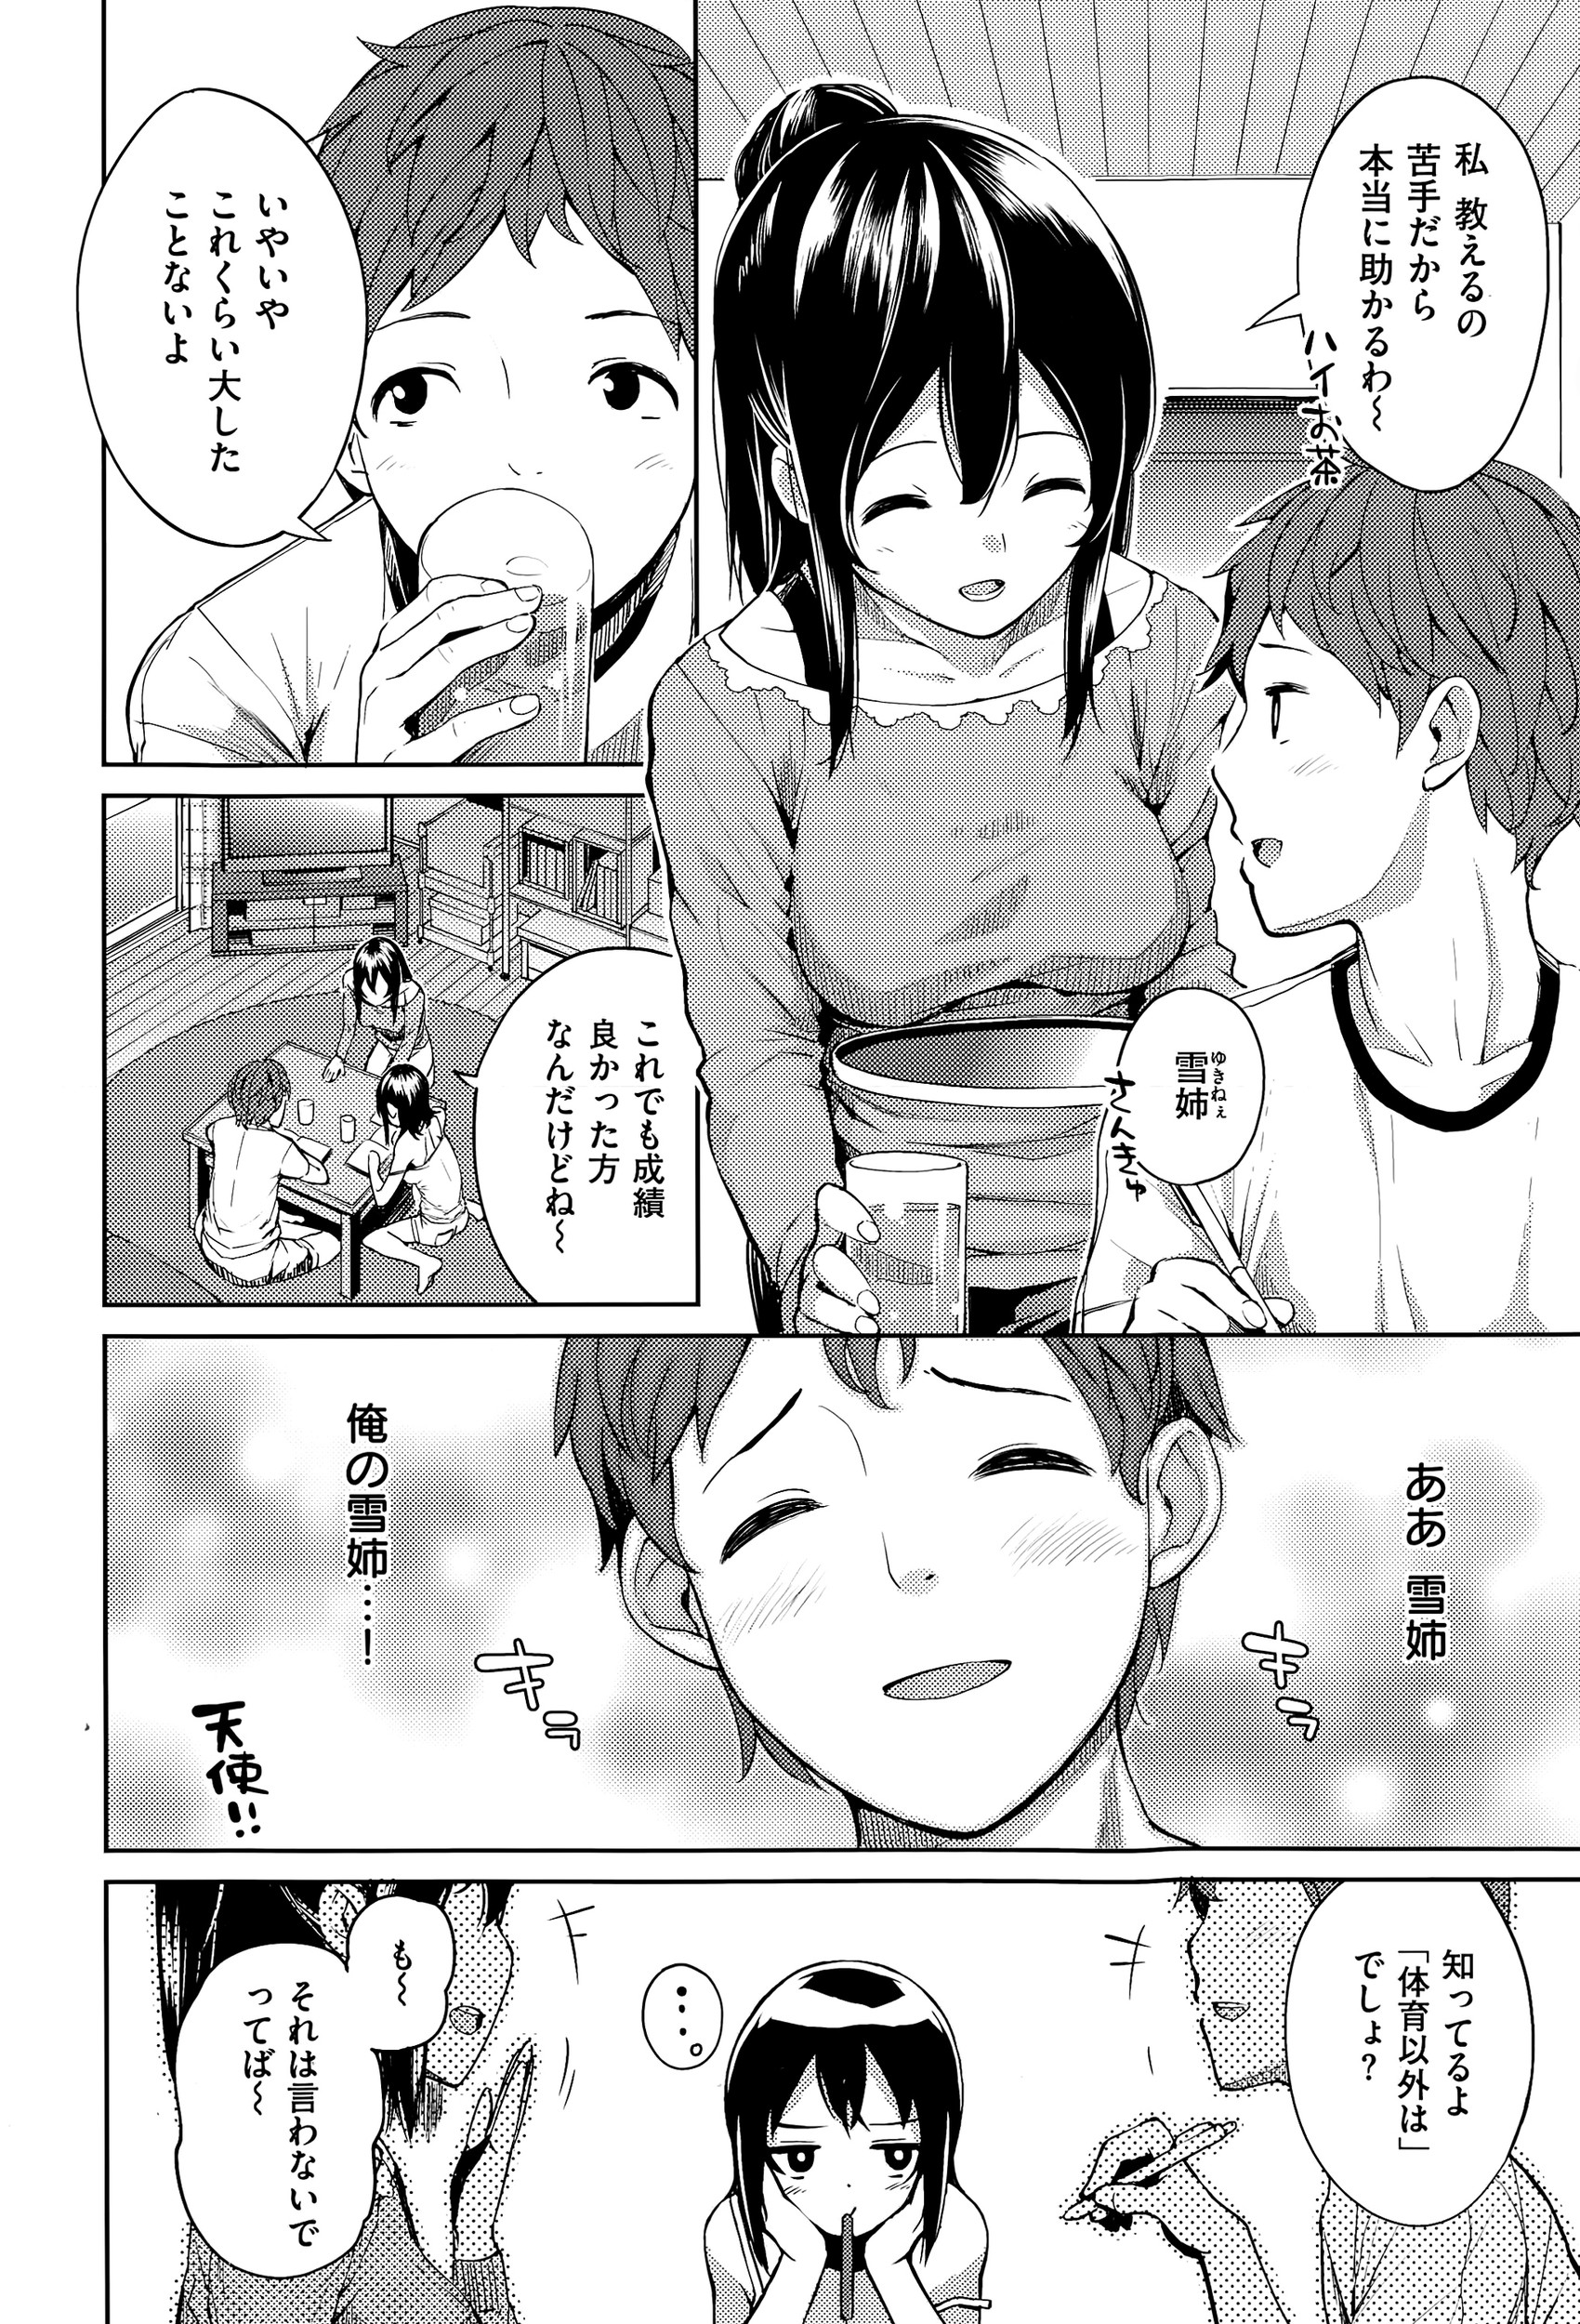 私 教えるの
苦手だから
本当に助かるわ〜
ハイお茶
雪姉
ゆきねぇ
さんきゅ
いやいや
これくらい大した
ことないよ
これでも成績
良かった方
なんだけどね〜
ああ 雪姉
キラ
キラ
俺の雪姉…！
天使!!
知ってるよ
「体育以外は」
でしょ？
…。
も〜
それは言わないで
ってば〜